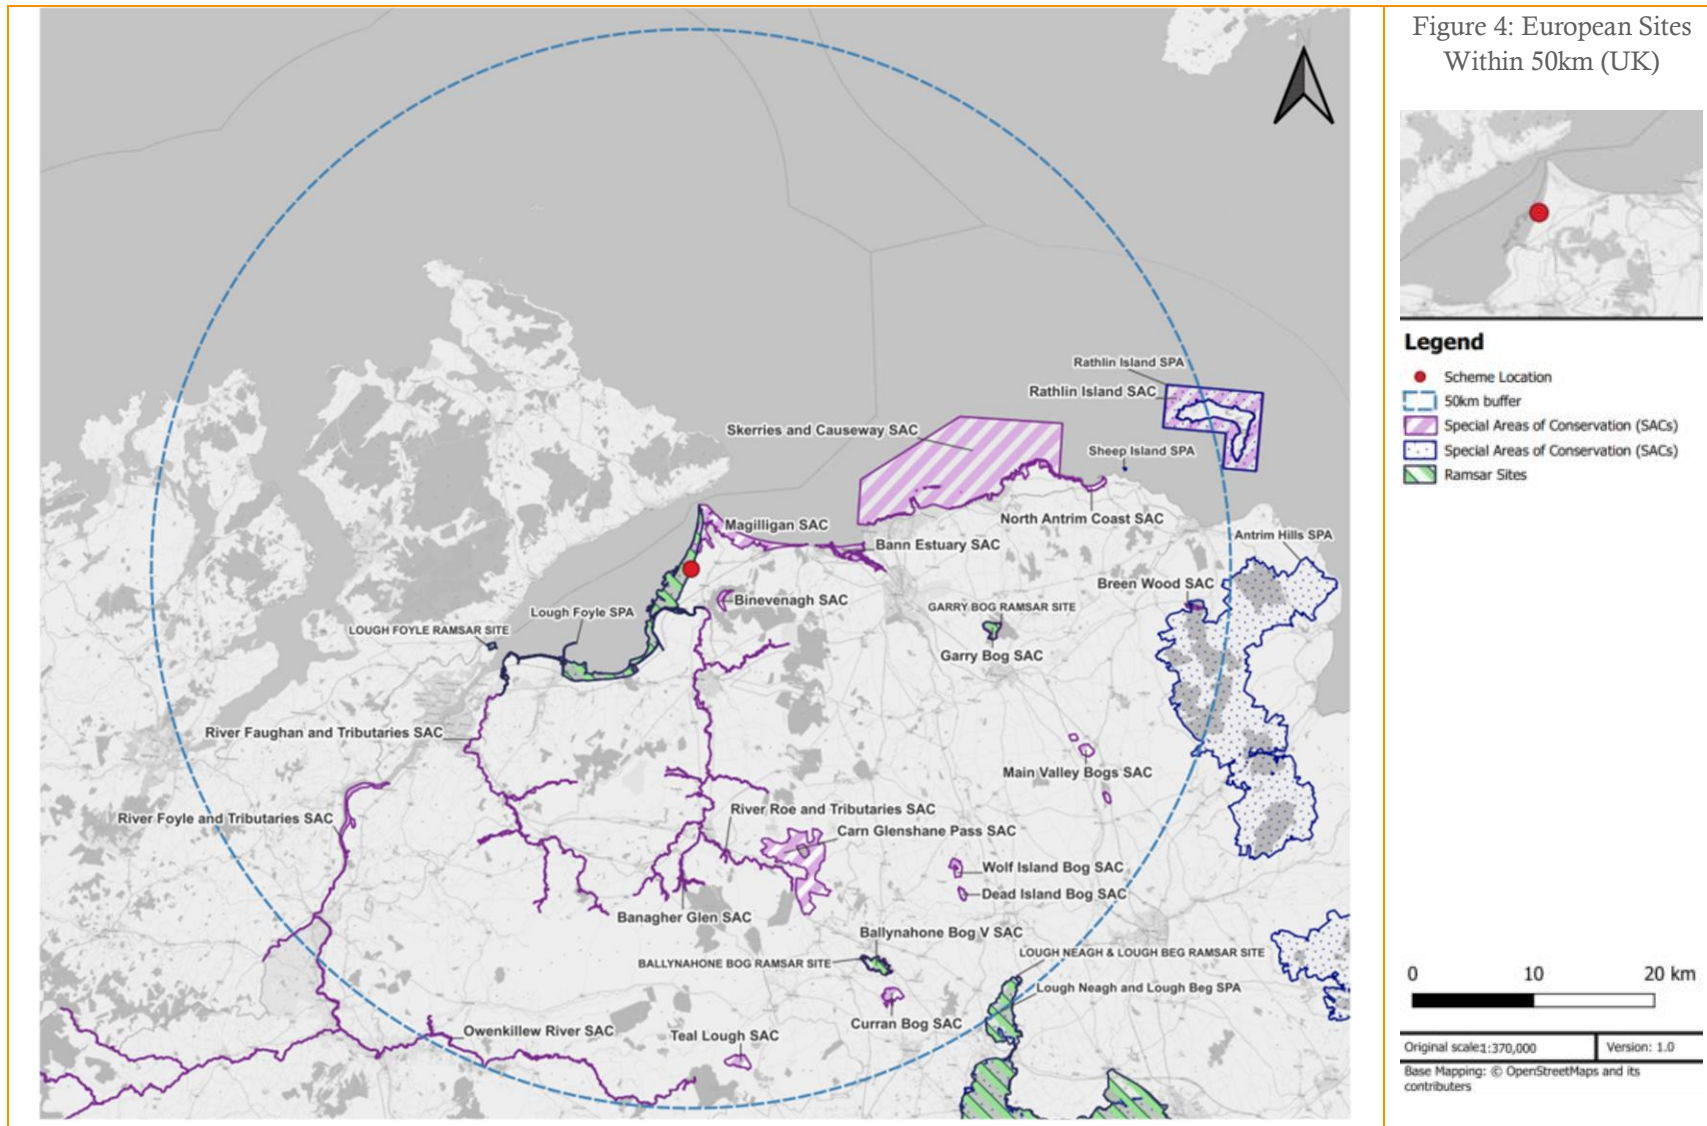 Figure 4: European Sites
Within 50km (UK)
N
Rathlin Island SPA
Rathlin Island SAC
Skerries and Causeway SAC
Sheep Island SPA
North Antrim Coast SAC
Magilligan SAC
Bann Estuary SAC
Antrim Hills SPA
Breen Wood SAC
Binevenagh SAC
GARRY BOG RAMSAR SITE
Lough Foyle SPA
LOUGH FOYLE RAMSAR SITE
Garry Bog SAC
River Faughan and Tributaries SAC
Main Valley Bogs SAC
River Roe and Tributaries SAC
River Foyle and Tributaries SAC
Carn Glenshane Pass SAC
Wolf Island Bog SAC
Dead Island Bog SAC
Banagher Glen SAC
Ballynahone Bog V SAC
LOUGH NEAGH & LOUGH BEG RAMSAR SITE
BALLYNAHONE BOG RAMSAR SITE
Lough Neagh and Lough Beg SPA
Curran Bog SAC
Owenkillew River SAC
Teal Lough SAC
Legend
Scheme Location
50km buffer
Special Areas of Conservation (SACs)
Special Areas of Conservation (SACs)
Ramsar Sites
0 10 20 km
Original scale:1:370,000 Version: 1.0
Base Mapping: © OpenStreetMaps and its
contributers